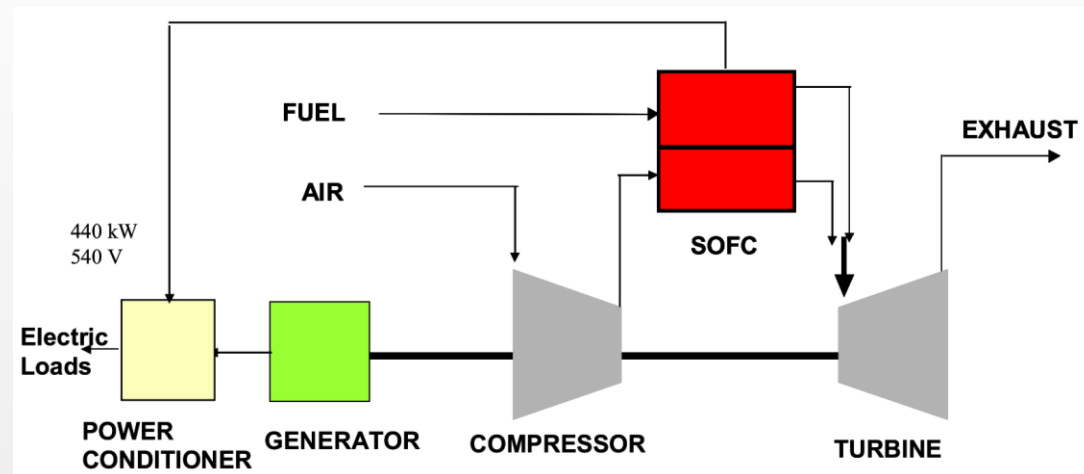 FUEL
EXHAUST
AIR
440 kW
540 V
SOFC
Electric
Loads
POWER
CONDITIONER
GENERATOR
COMPRESSOR
TURBINE